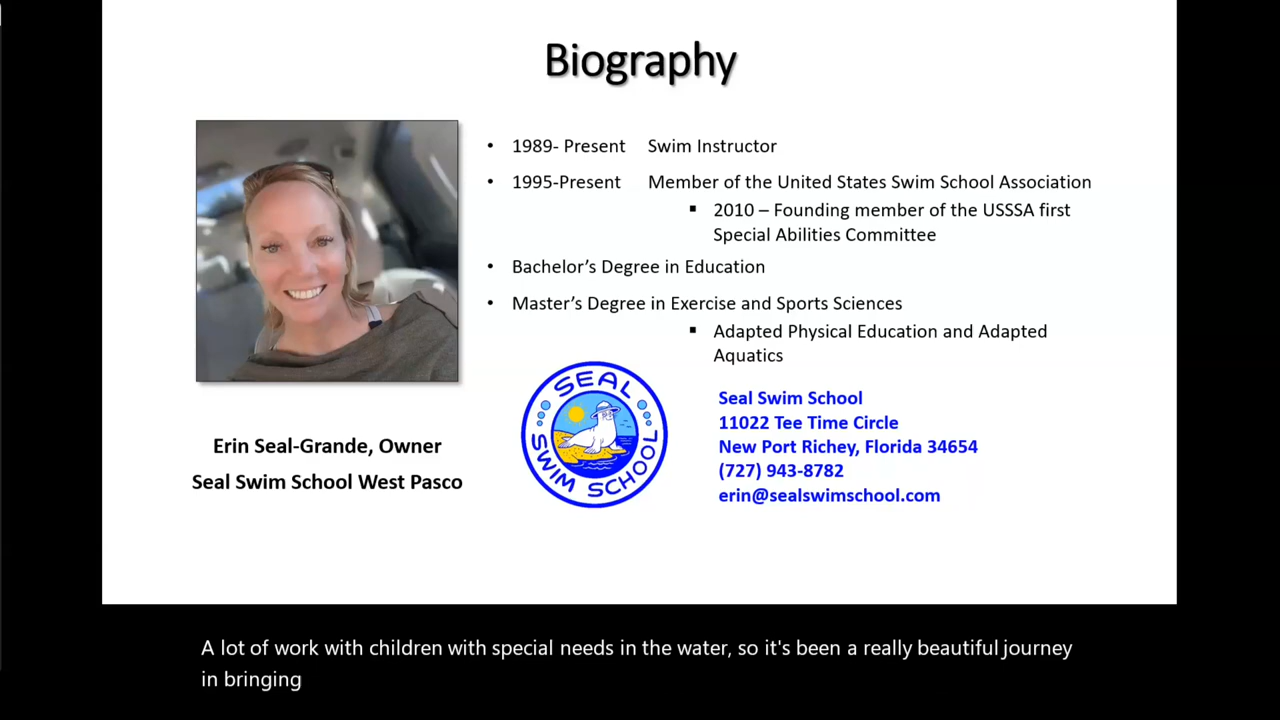 Biography
• 1989- Present Swim Instructor
• 1995-Present Member of the United States Swim School Association
▪ 2010 – Founding member of the USSSA first
Special Abilities Committee
• Bachelor’s Degree in Education
• Master’s Degree in Exercise and Sports Sciences
▪ Adapted Physical Education and Adapted
Aquatics
Erin Seal-Grande, Owner
Seal Swim School West Pasco
SEAL
SWIM SCHOOL
Seal Swim School
11022 Tee Time Circle
New Port Richey, Florida 34654
(727) 943-8782
erin@sealswimschool.com
A lot of work with children with special needs in the water, so it's been a really beautiful journey
in bringing